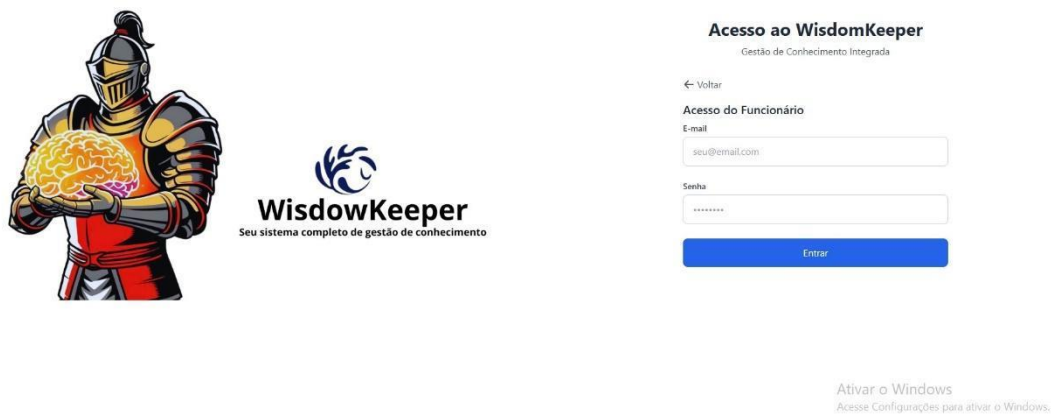 WisdowKeeper
Seu sistema completo de gestão de conhecimento
Acesso ao WisdomKeeper
Gestão de Conhecimento Integrada
← Voltar
Acesso do Funcionário
E-mail
seu@email.com
Senha
••••••••
Entrar
Ativar o Windows
Acesse Configurações para ativar o Windows.